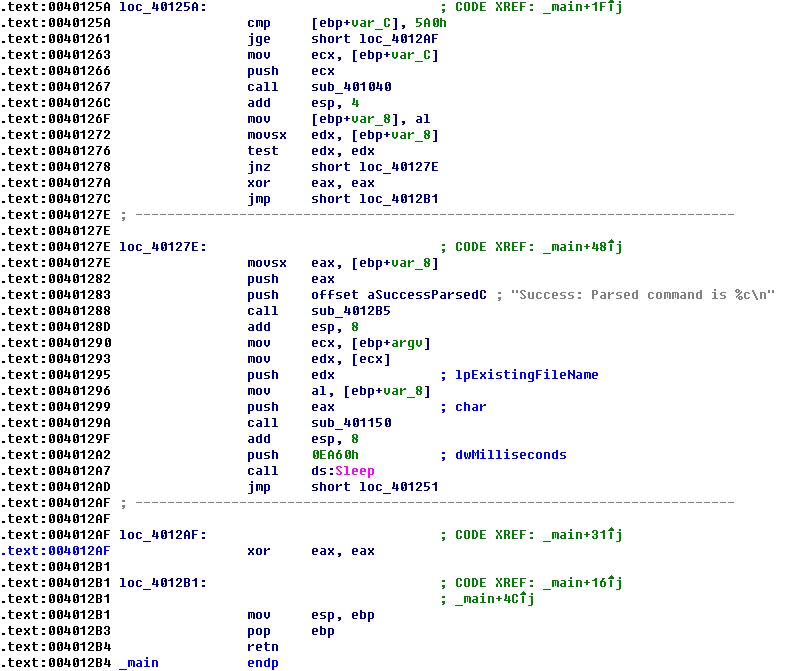 .text:0040125A loc_40125A: ; CODE XREF: _main+1F↑j
.text:0040125A cmp [ebp+var_C], 5A0h
.text:00401261 jge short loc_4012AF
.text:00401263 mov ecx, [ebp+var_C]
.text:00401266 push ecx
.text:00401267 call sub_401040
.text:0040126C add esp, 4
.text:0040126F mov [ebp+var_8], al
.text:00401272 movsx edx, [ebp+var_8]
.text:00401276 test edx, edx
.text:00401278 jnz short loc_40127E
.text:0040127A xor eax, eax
.text:0040127C jmp short loc_4012B1
.text:0040127E ; ---------------------------------------------------------------------------
.text:0040127E
.text:0040127E loc_40127E: ; CODE XREF: _main+48↑j
.text:0040127E movsx eax, [ebp+var_8]
.text:00401282 push eax
.text:00401283 push offset aSuccessParsedC ; "Success: Parsed command is %c\n"
.text:00401288 call sub_4012B5
.text:0040128D add esp, 8
.text:00401290 mov ecx, [ebp+argv]
.text:00401293 mov edx, [ecx]
.text:00401295 push edx ; lpExistingFileName
.text:00401296 mov al, [ebp+var_8]
.text:00401299 push eax ; char
.text:0040129A call sub_401150
.text:0040129F add esp, 8
.text:004012A2 push 0EA60h ; dwMilliseconds
.text:004012A7 call ds:Sleep
.text:004012AD jmp short loc_401251
.text:004012AF ; ---------------------------------------------------------------------------
.text:004012AF
.text:004012AF loc_4012AF: ; CODE XREF: _main+31↑j
.text:004012AF xor eax, eax
.text:004012B1
.text:004012B1 loc_4012B1: ; CODE XREF: _main+16↑j
.text:004012B1 ; _main+4C↑j
.text:004012B1 mov esp, ebp
.text:004012B3 pop ebp
.text:004012B4 retn
.text:004012B4 _main endp